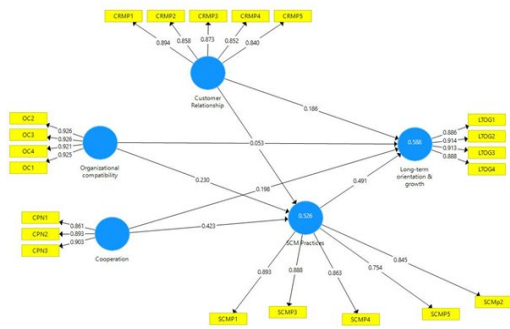 CRMP1 CRMP2 CRMP3 CRMP4 CRMP5
0.894 0.858 0.873 0.852 0.840
Customer
Relationship
0.186
OC2
OC3
OC4
OC1
0.926
0.926
0.921
0.925
Organizational
compatibility
0.053
0.230
0.588
Long-term
orientation &
growth
0.886
0.914
0.913
0.888
LTOG1
LTOG2
LTOG3
LTOG4
0.198
0.491
CPN1
CPN2
CPN3
0.861
0.893
0.903
Cooperation
0.423
0.526
SCM Practices
0.893 0.888 0.863 0.754 0.845
SCMP1
SCMP3
SCMP4
SCMP5
SCMp2